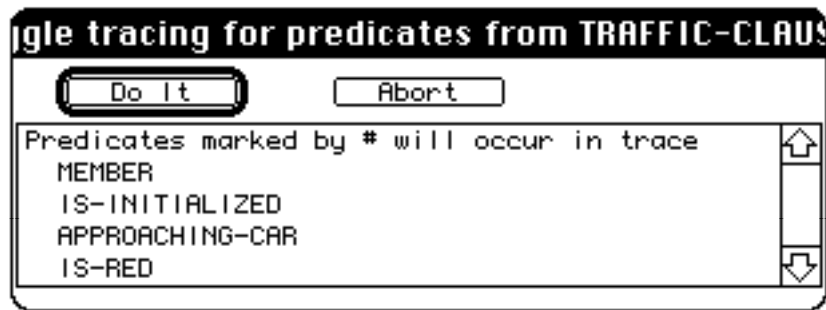 ggle tracing for predicates from TRAFFIC-CLAUS
Do It Abort
Predicates marked by # will occur in trace
MEMBER
IS-INITIALIZED
APPROACHING-CAR
IS-RED